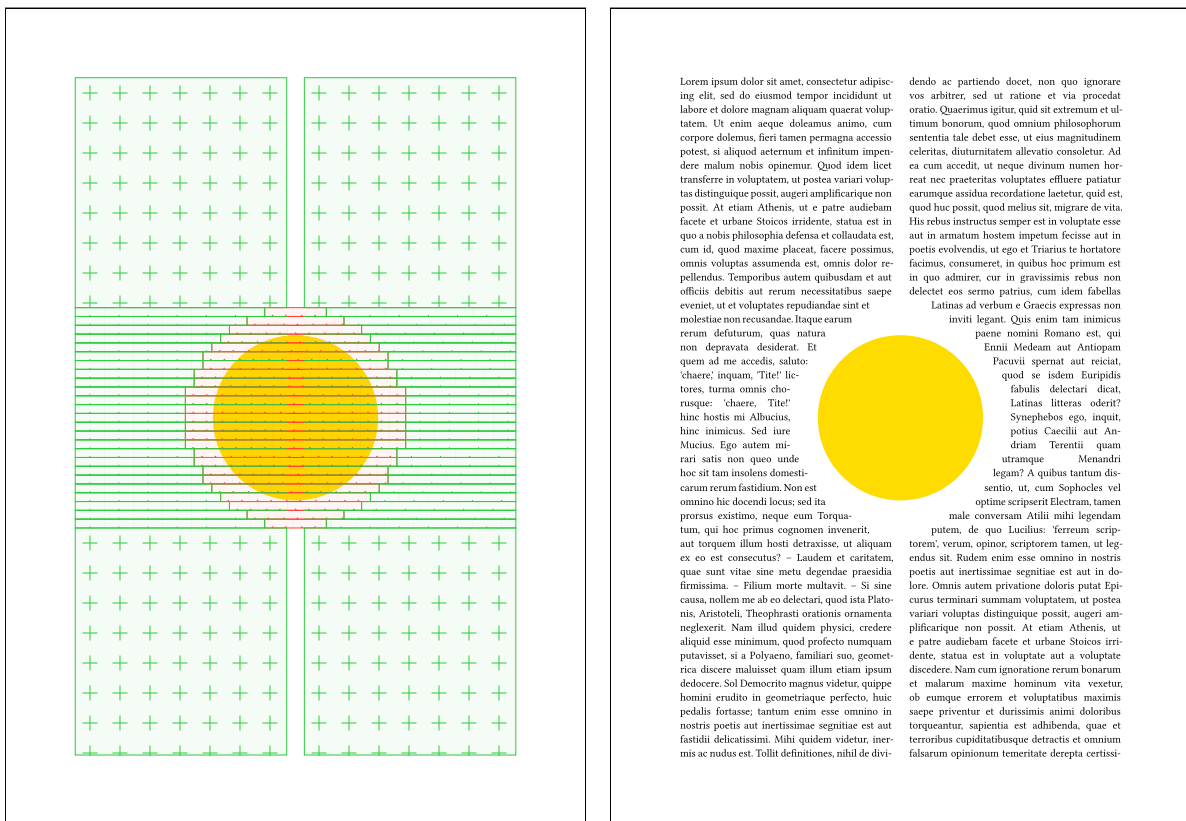 Lorem ipsum dolor sit amet, consectetur adipisc-
ing elit, sed do eiusmod tempor incididunt ut
labore et dolore magnam aliquam quaerat volup-
tatem. Ut enim aeque doleamus animo, cum
corpore dolemus, fieri tamen permagna accessio
potest, si aliquod aeternum et infinitum impen-
dere malum nobis opinemur. Quod idem licet
transferre in voluptatem, ut postea variari volup-
tas distinguique possit, augeri amplificarique non
possit. At etiam Athenis, ut e patre audiebam
facete et urbane Stoicos irridente, statua est in
quo a nobis philosophia defensa et collaudata est,
cum id, quod maxime placeat, facere possimus,
omnis voluptas assumenda est, omnis dolor re-
pellendus. Temporibus autem quibusdam et aut
officiis debitis aut rerum necessitatibus saepe
eveniet, ut et voluptates repudiandae sint et
molestiae non recusandae. Itaque earum
rerum defuturum, quas natura
non depravata desiderat. Et
quem ad me accedis, saluto:
'chaere,' inquam, 'Tite!' lic-
tores, turma omnis cho-
rusque: 'chaere, Tite!'
hinc hostis mi Albucius,
hinc inimicus. Sed iure
Mucius. Ego autem mi-
rari satis non queo unde
hoc sit tam insolens domesti-
carum rerum fastidium. Non est
omnino hic docendi locus; sed ita
prorsus existimo, neque eum Torqua-
tum, qui hoc primus cognomen invenerit,
aut torquem illum hosti detraxisse, ut aliquam
ex eo est consecutus? – Laudem et caritatem,
quae sunt vitae sine metu degendae praesidia
firmissima. – Filium morte multavit. – Si sine
causa, nollem me ab eo delectari, quod ista Plato-
nis, Aristoteli, Theophrasti orationis ornamenta
neglexerit. Nam illud quidem physici, credere
aliquid esse minimum, quod profecto numquam
putavisset, si a Polyaeno, familiari suo, geomet-
rica discere maluisset quam illum etiam ipsum
dedocere. Sol Democrito magnus videtur, quippe
homini erudito in geometriaque perfecto, huic
pedalis fortasse; tantum enim esse omnino in
nostris poetis aut inertissimae segnitiae est aut
fastidii delicatissimi. Mihi quidem videtur, iner-
mis ac nudus est. Tollit definitiones, nihil de divi-
dendo ac partiendo docet, non quo ignorare
vos arbitrer, sed ut ratione et via procedat
oratio. Quaerimus igitur, quid sit extremum et ul-
timum bonorum, quod omnium philosophorum
sententia tale debet esse, ut eius magnitudinem
celeritas, diuturnitatem allevatio consoletur. Ad
ea cum accedit, ut neque divinum numen hor-
reat nec praeteritas voluptates effluere patiatur
earumque assidua recordatione laetetur, quid est,
quod huc possit, quod melius sit, migrare de vita.
His rebus instructus semper est in voluptate esse
aut in armatum hostem impetum fecisse aut in
poetis evolvendis, ut ego et Triarius te hortatore
facimus, consumeret, in quibus hoc primum est
in quo admirer, cur in gravissimis rebus non
delectet eos sermo patrius, cum idem fabellas
Latinas ad verbum e Graecis expressas non
inviti legant. Quis enim tam inimicus
paene nomini Romano est, qui
Ennii Medeam aut Antiopam
Pacuvii spernat aut reiciat,
quod se isdem Euripidis
fabulis delectari dicat,
Latinas litteras oderit?
Synephebos ego, inquit,
potius Caecilii aut An-
driam Terentii quam
utramque Menandri
legam? A quibus tantum dis-
sentio, ut, cum Sophocles vel
optime scripserit Electram, tamen
male conversam Atilii mihi legendam
putem, de quo Lucilius: 'ferreum scrip-
torem', verum, opinor, scriptorem tamen, ut leg-
endus sit. Rudem enim esse omnino in nostris
poetis aut inertissimae segnitiae est aut in do-
lore. Omnis autem privatione doloris putat Epi-
curus terminari summam voluptatem, ut postea
variari voluptas distinguique possit, augeri am-
plificarique non possit. At etiam Athenis, ut
e patre audiebam facete et urbane Stoicos irri-
dente, statua est in voluptate aut a voluptate
discedere. Nam cum ignoratione rerum bonarum
et malarum maxime hominum vita vexetur,
ob eumque errorem et voluptatibus maximis
saepe priventur et durissimis animi doloribus
torqueantur, sapientia est adhibenda, quae et
terroribus cupiditatibusque detractis et omnium
falsarum opinionum temeritate derepta certissi-